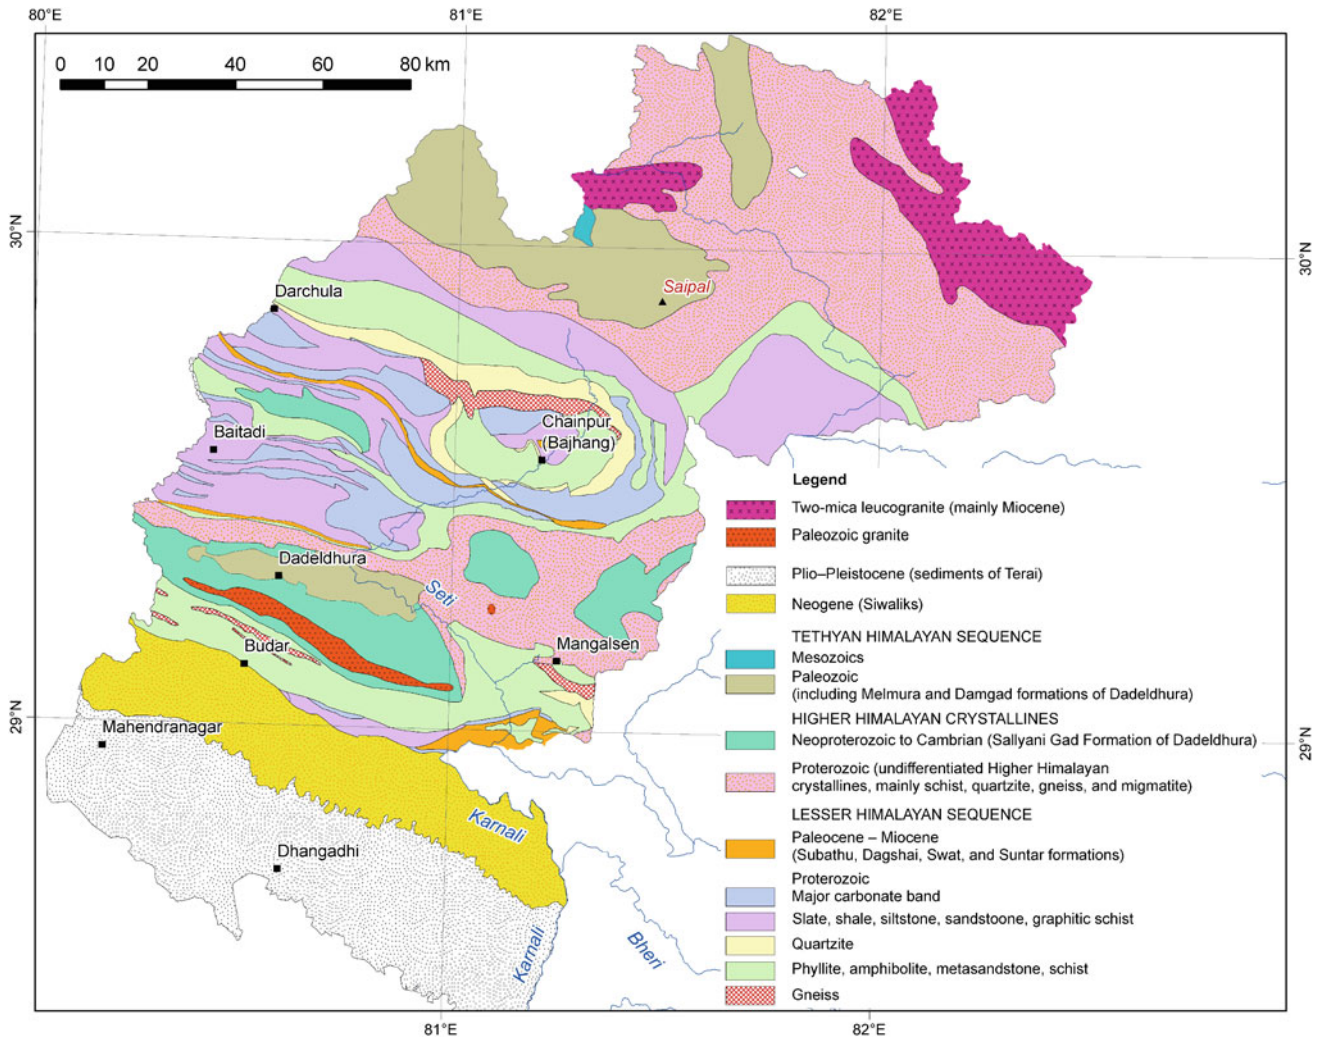 80°E 81°E 82°E
0 10 20 40 60 80 km
30°N
30°N
Saipal
Darchula
Chainpur
(Bajhang)
Baitadi
Legend
Two-mica leucogranite (mainly Miocene)
Paleozoic granite
Dadeldhura
Plio–Pleistocene (sediments of Terai)
Seti
Neogene (Siwaliks)
TETHYAN HIMALAYAN SEQUENCE
Budar
Mangalsen
Mesozoics
Paleozoic
(including Melmura and Damgad formations of Dadeldhura)
29°N
Mahendranagar
HIGHER HIMALAYAN CRYSTALLINES
Neoproterozoic to Cambrian (Sallyani Gad Formation of Dadeldhura)
29°N
Proterozoic (undifferentiated Higher Himalayan
crystallines, mainly schist, quartzite, gneiss, and migmatite)
Karnali
LESSER HIMALAYAN SEQUENCE
Paleocene – Miocene
(Subathu, Dagshai, Swat, and Suntar formations)
Dhangadhi
Proterozoic
Major carbonate band
Slate, shale, siltstone, sandstoone, graphitic schist
Karnali
Bheri
Quartzite
Phyllite, amphibolite, metasandstone, schist
Gneiss
81°E 82°E